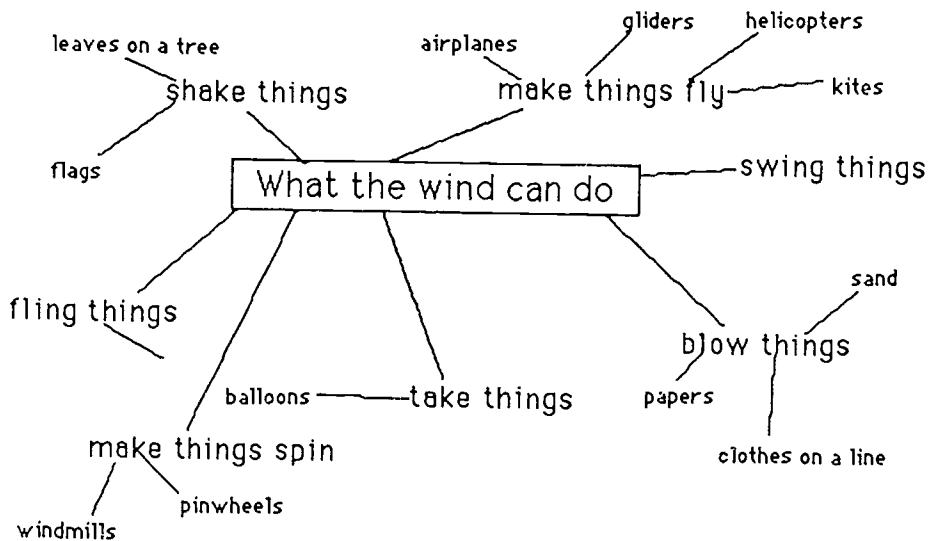 gliders
helicopters
leaves on a tree
airplanes
shake things
make things fly
kites
flags
swing things
What the wind can do
sand
fling things
blow things
balloons
take things
papers
make things spin
clothes on a line
pinwheels
windmills